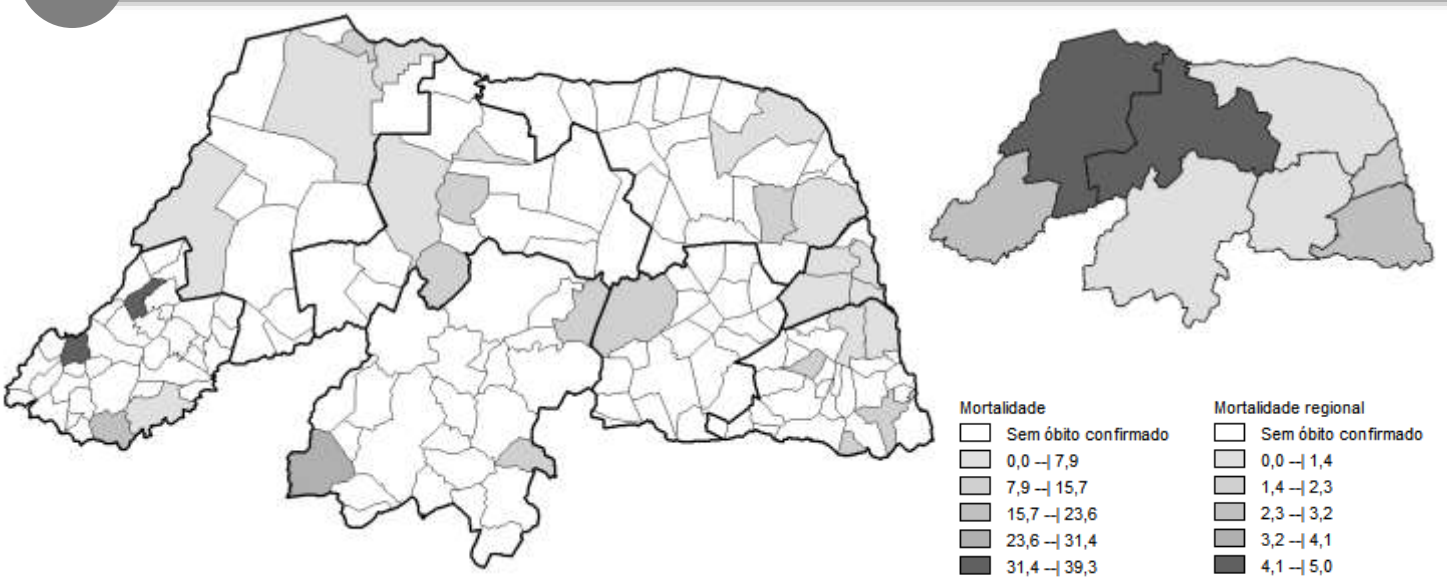 Mortalidade
Sem óbito confirmado
0,0 --| 7,9
7,9 --| 15,7
15,7 --| 23,6
23,6 --| 31,4
31,4 --| 39,3
Mortalidade regional
Sem óbito confirmado
0,0 --| 1,4
1,4 --| 2,3
2,3 --| 3,2
3,2 --| 4,1
4,1 --| 5,0